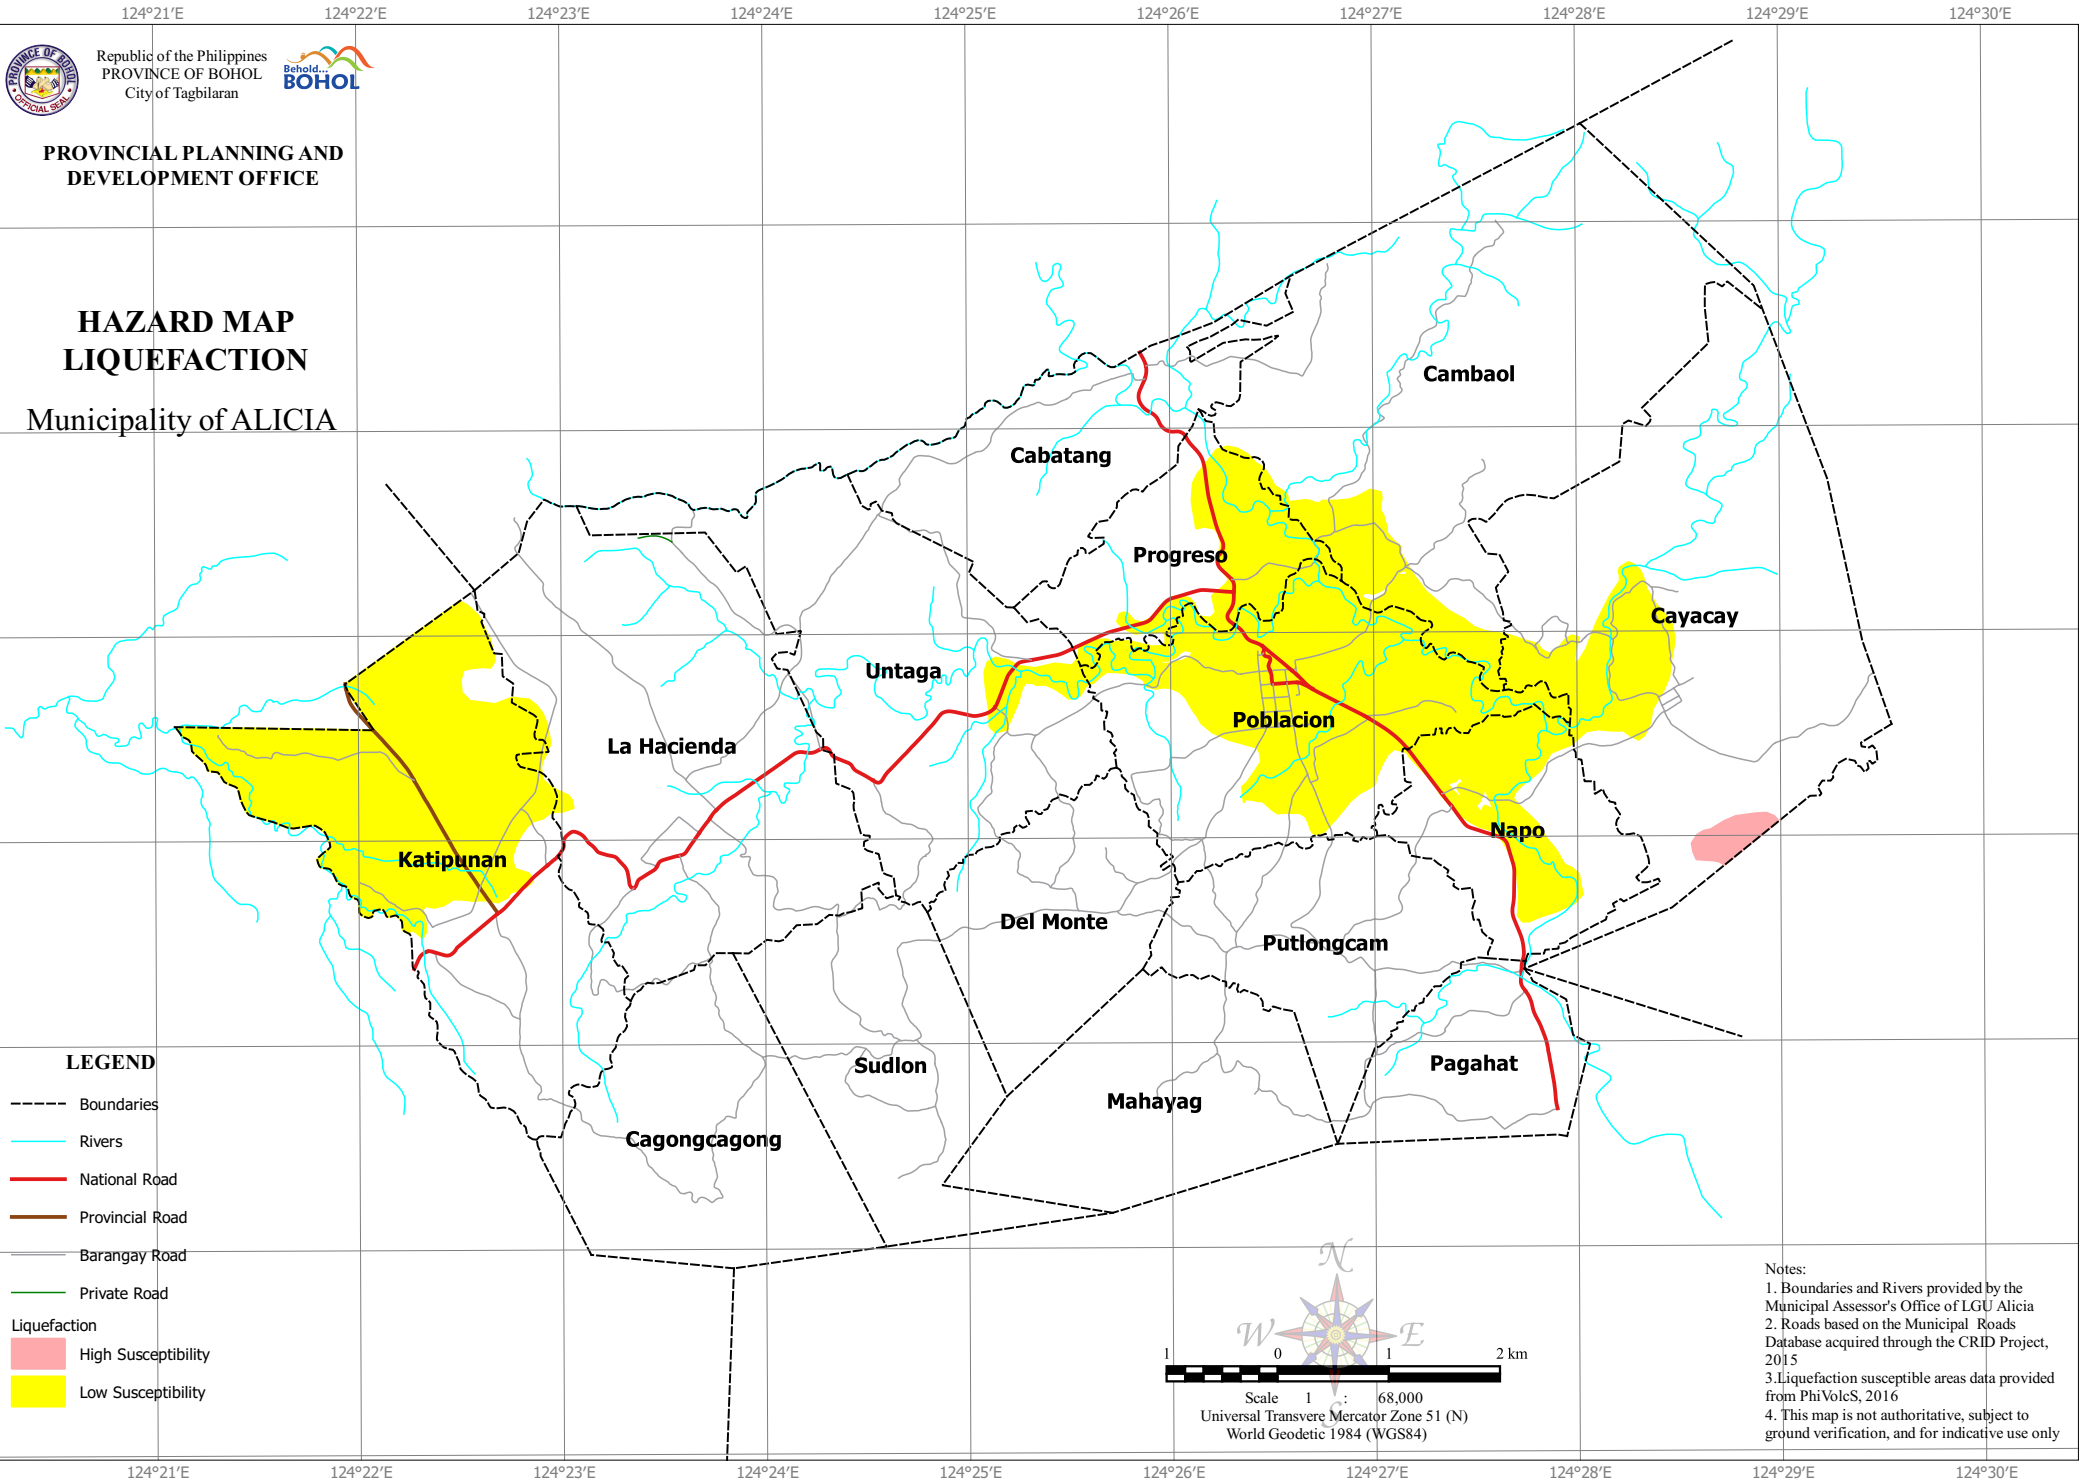 124°21′E 124°22′E 124°23′E 124°24′E 124°25′E 124°26′E 124°27′E 124°28′E 124°29′E 124°30′E
PROVINCE OF BOHOL
OFFICIAL SEAL
Republic of the Philippines
PROVINCE OF BOHOL
City of Tagbilaran
Behold...
BOHOL
PROVINCIAL PLANNING AND
DEVELOPMENT OFFICE
HAZARD MAP
LIQUEFACTION
Municipality of ALICIA
Cambaol
Cabatang
Progreso
Cayacay
Untaga
Poblacion
La Hacienda
Napo
Katipunan
Del Monte
Putlongcam
Sudlon
Pagahat
Mahayag
Cagongcagong
LEGEND
Boundaries
Rivers
National Road
Provincial Road
Barangay Road
Private Road
Liquefaction
High Susceptibility
Low Susceptibility
N
W E
S
1 0 1 2 km
Scale 1 : 68,000
Universal Transvere Mercator Zone 51 (N)
World Geodetic 1984 (WGS84)
Notes:
1. Boundaries and Rivers provided by the
Municipal Assessor's Office of LGU Alicia
2. Roads based on the Municipal Roads
Database acquired through the CRID Project,
2015
3.Liquefaction susceptible areas data provided
from PhiVolcS, 2016
4. This map is not authoritative, subject to
ground verification, and for indicative use only
124°21′E 124°22′E 124°23′E 124°24′E 124°25′E 124°26′E 124°27′E 124°28′E 124°29′E 124°30′E